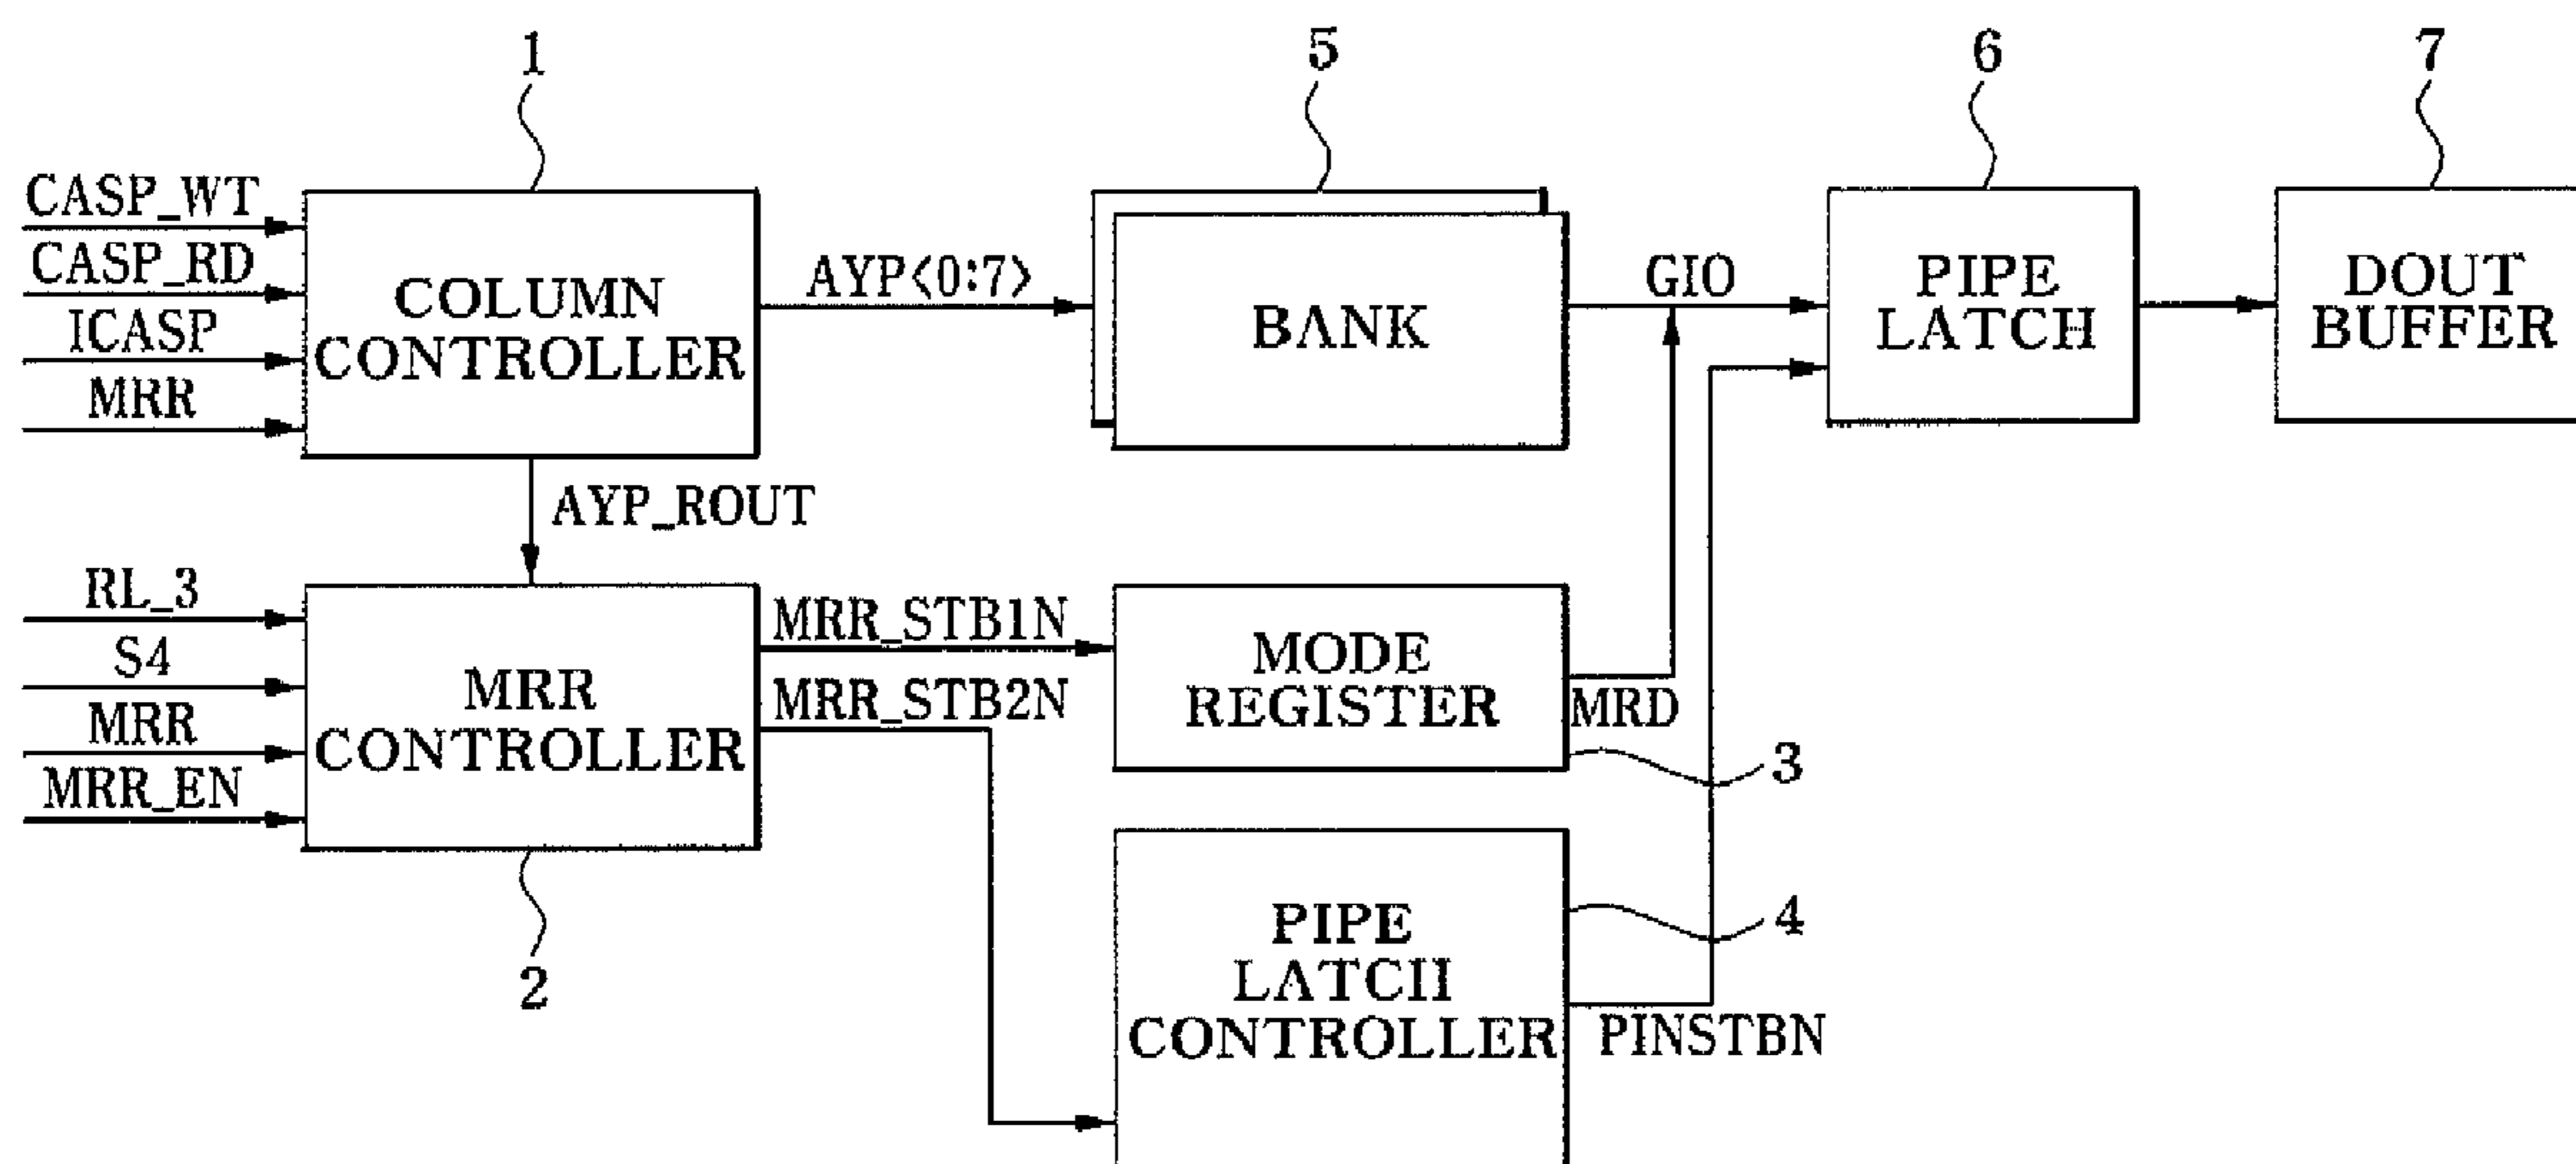 1
5
6
7
CASP_WT
CASP_RD
ICASP
MRR
COLUMN
CONTROLLER
AYP<0:7>
BANK
GIO
PIPE
LATCH
DOUT
BUFFER
AYP_ROUT
RL_3
S4
MRR
MRR_EN
MRR
CONTROLLER
MRR_STB1N
MRR_STB2N
MODE
REGISTER
MRD
3
2
PIPE
LATCH
CONTROLLER
4
PINSTBN